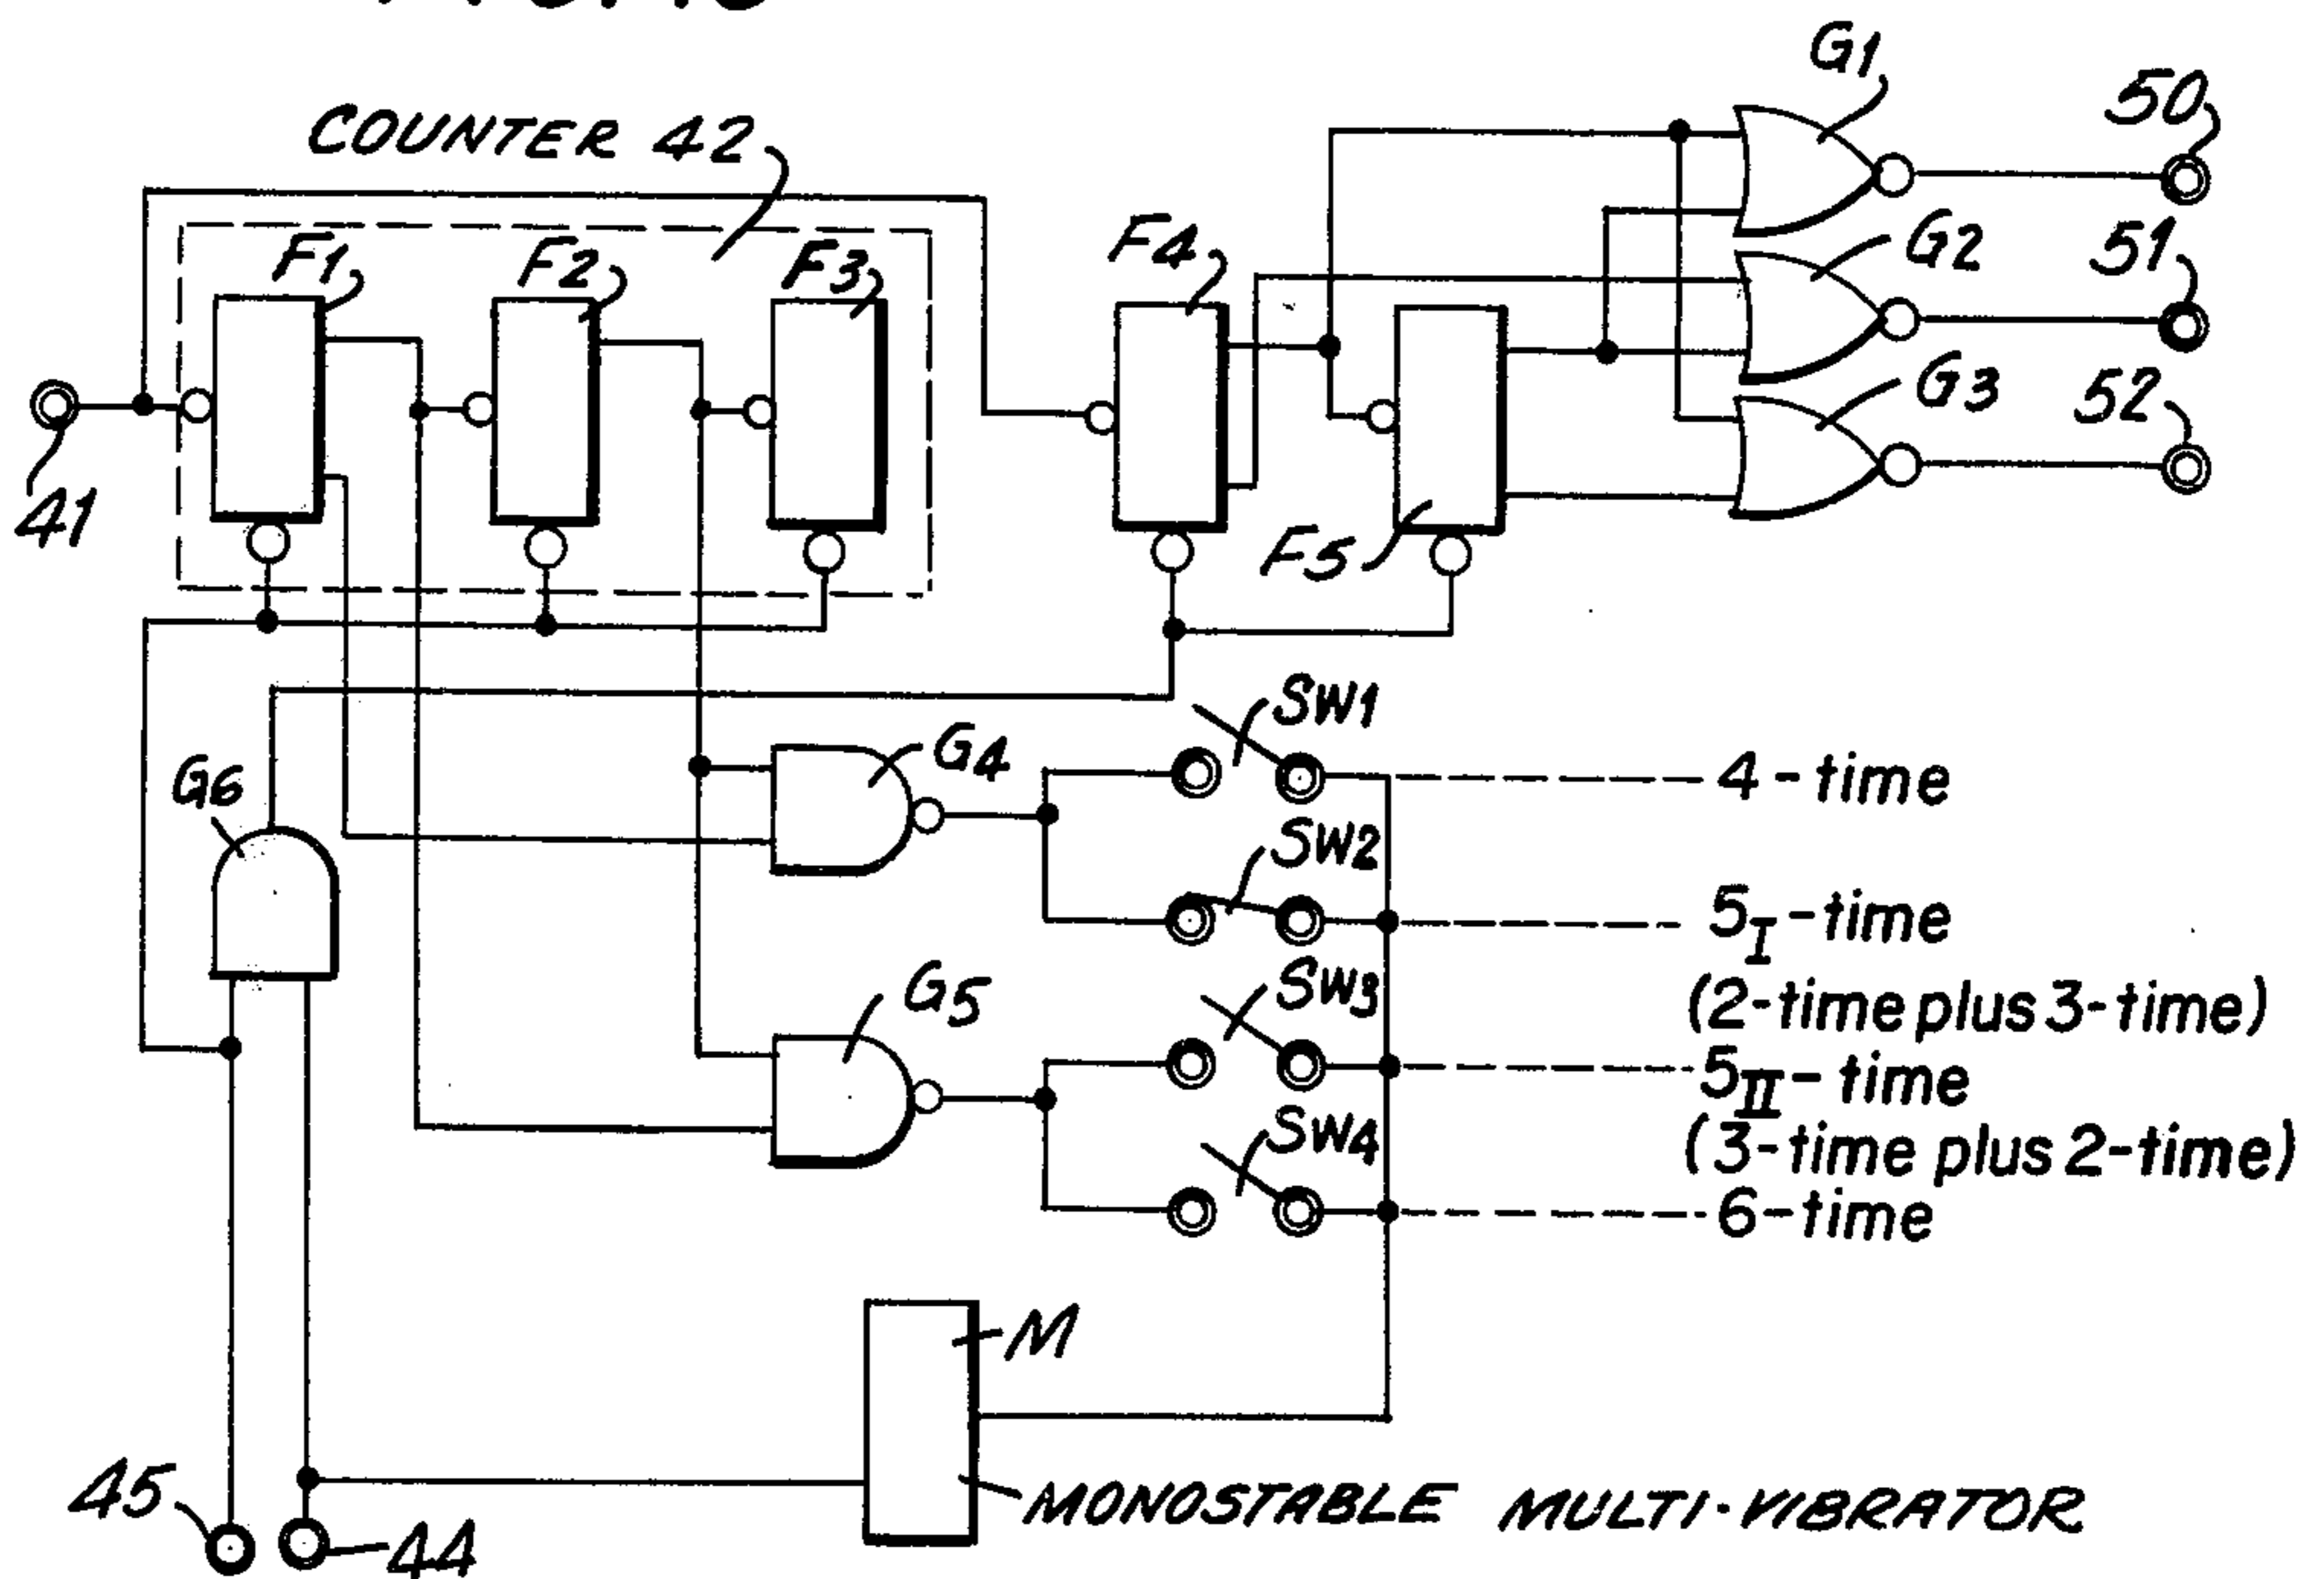 COUNTER 42
G1
50
F1
F2
F3
F4
G2
51
G3
52
41
F5
SW1
G4
4-time
G6
SW2
5I-time
(2-time plus 3-time)
SW3
G5
5II-time
(3-time plus 2-time)
SW4
6-time
M
MONOSTABLE MULTI-VIBRATOR
45
44